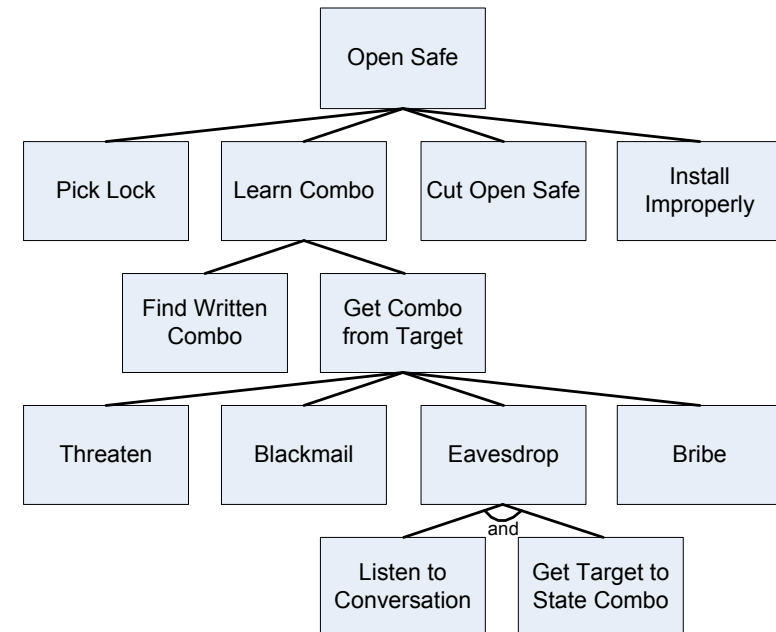 Open Safe
Pick Lock
Learn Combo
Cut Open Safe
Install
Improperly
Find Written
Combo
Get Combo
from Target
Threaten
Blackmail
Eavesdrop
Bribe
and
Listen to
Conversation
Get Target to
State Combo